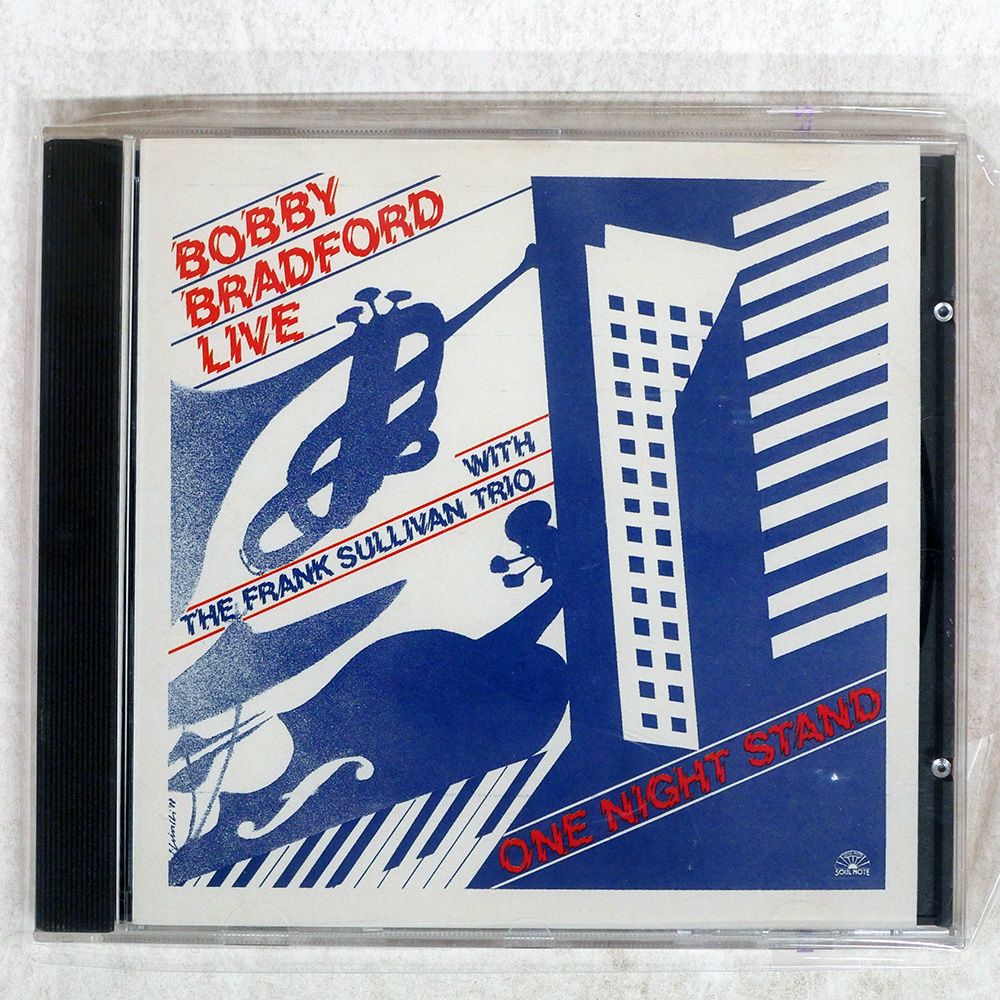 BOBBY
BRADFORD
LIVE
WITH
THE FRANK SULLIVAN TRIO
ONE NIGHT STAND
SOUL NOTE